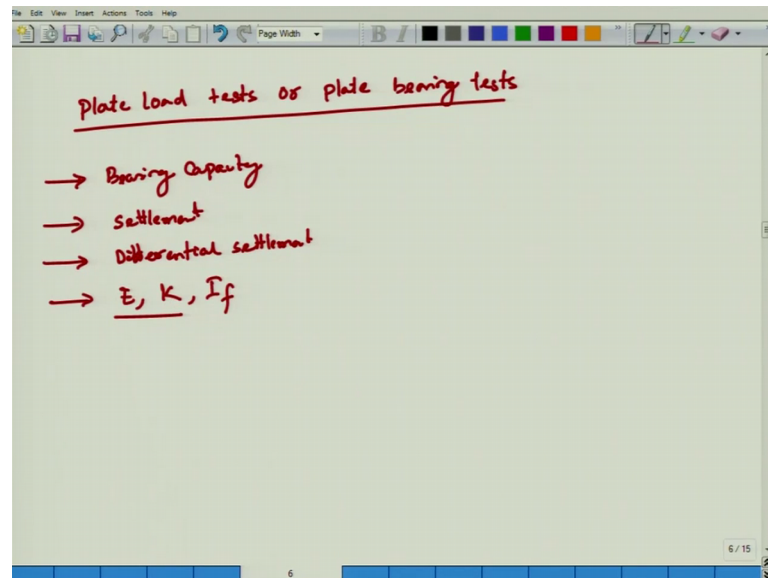 File Edit View Insert Actions Tools Help
Page Width B I
Plate Load tests or plate bearing tests
→ Bearing Capacity
→ Settlement
→ Differential settlement
→ E, K, If
6 / 15
6